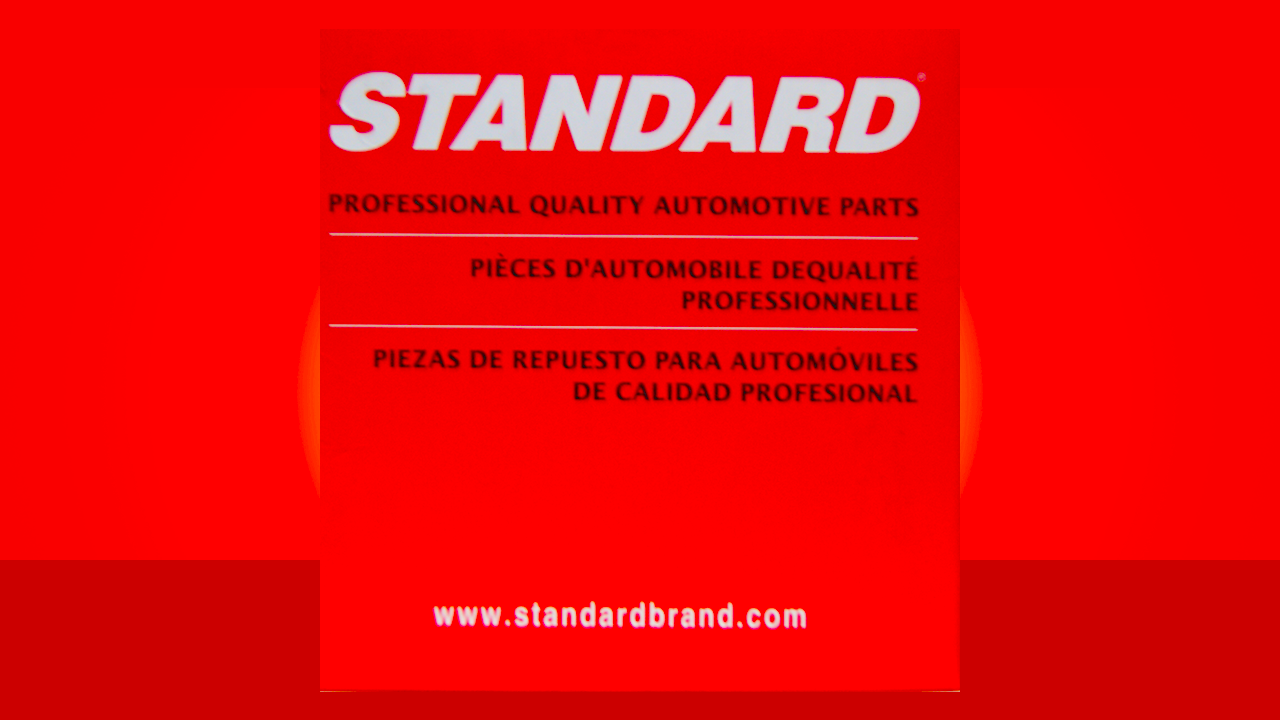 STANDARD®
PROFESSIONAL QUALITY AUTOMOTIVE PARTS
PIÈCES D'AUTOMOBILE DEQUALITÉ
PROFESSIONNELLE
PIEZAS DE REPUESTO PARA AUTOMÓVILES
DE CALIDAD PROFESIONAL
www.standardbrand.com